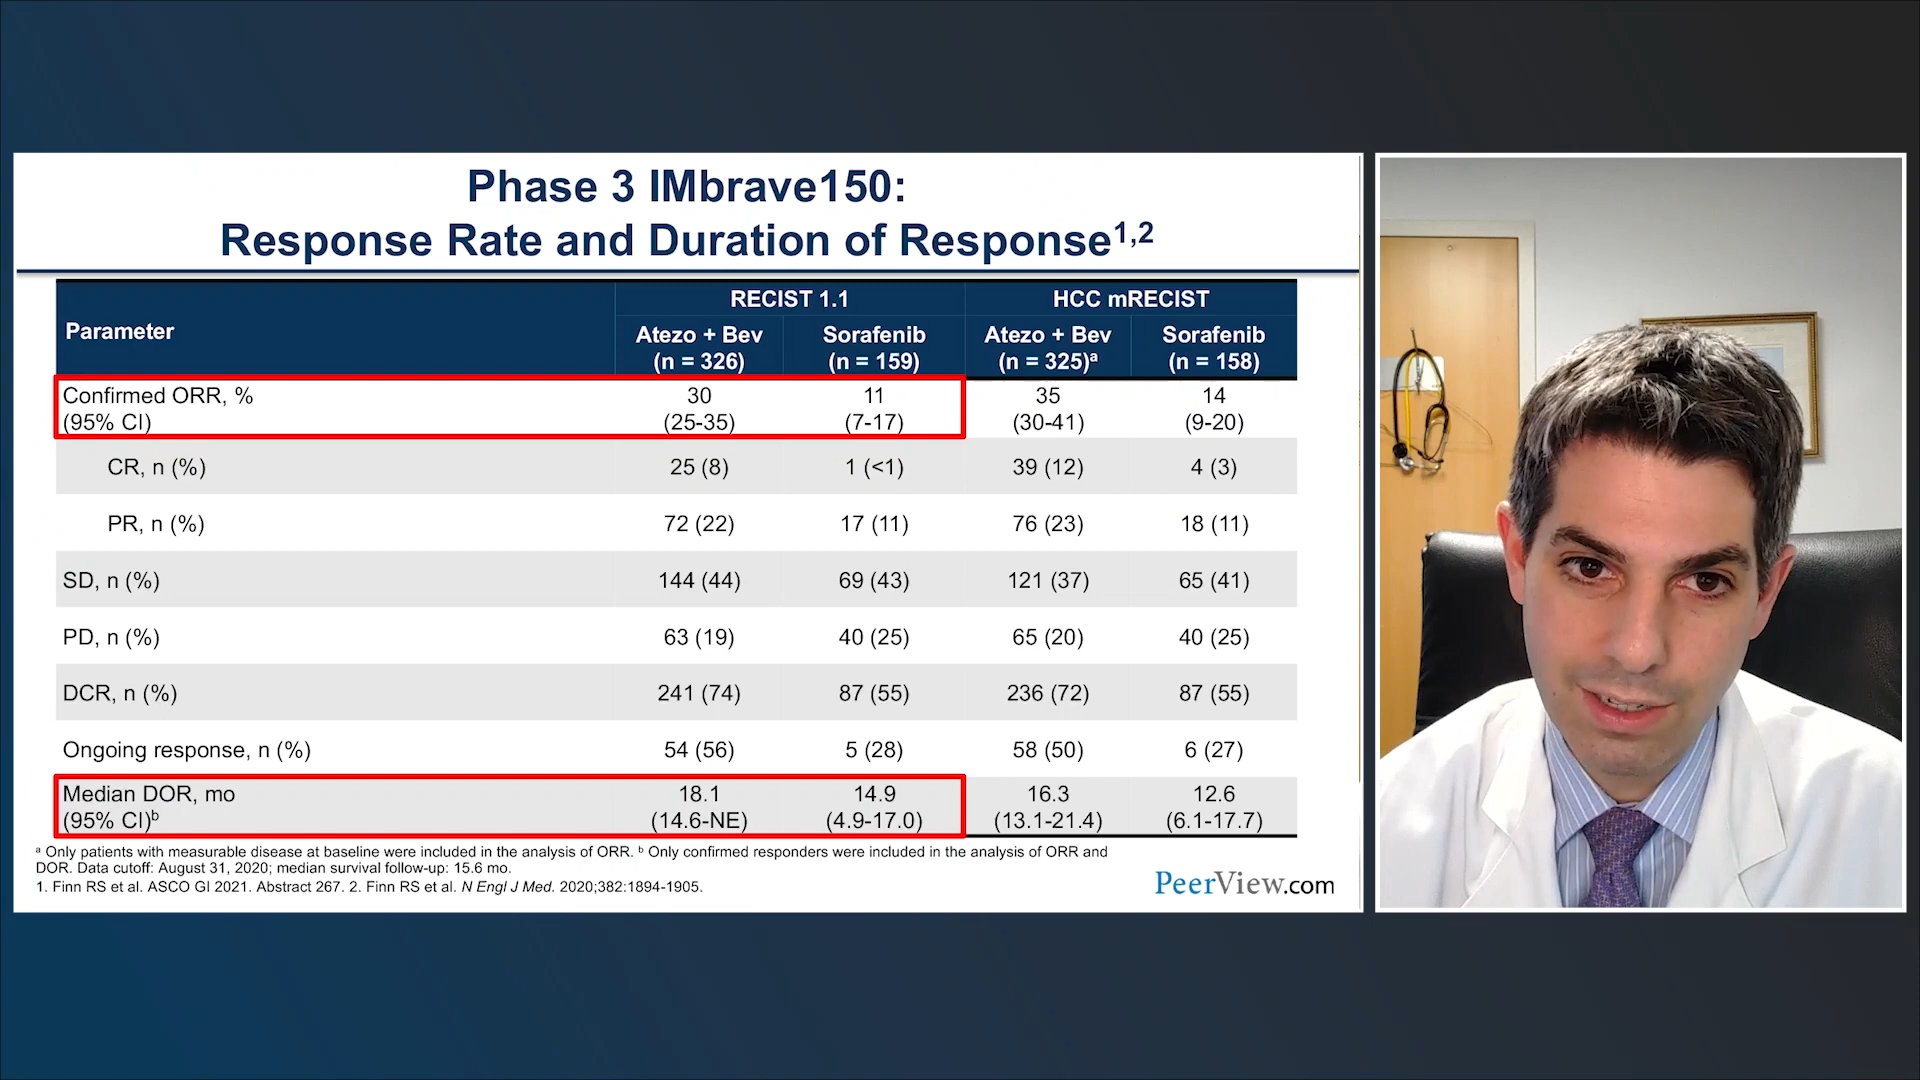 Phase 3 IMbrave150:
Response Rate and Duration of Response1,2
Parameter
RECIST 1.1
HCC mRECIST
Atezo + Bev
(n = 326)
Sorafenib
(n = 159)
Atezo + Bev
(n = 325)a
Sorafenib
(n = 158)
Confirmed ORR, %
(95% CI)
30
(25-35)
11
(7-17)
35
(30-41)
14
(9-20)
CR, n (%) 25 (8) 1 (<1) 39 (12) 4 (3)
PR, n (%) 72 (22) 17 (11) 76 (23) 18 (11)
SD, n (%) 144 (44) 69 (43) 121 (37) 65 (41)
PD, n (%) 63 (19) 40 (25) 65 (20) 40 (25)
DCR, n (%) 241 (74) 87 (55) 236 (72) 87 (55)
Ongoing response, n (%) 54 (56) 5 (28) 58 (50) 6 (27)
Median DOR, mo
(95% CI)b
18.1
(14.6-NE)
14.9
(4.9-17.0)
16.3
(13.1-21.4)
12.6
(6.1-17.7)
a Only patients with measurable disease at baseline were included in the analysis of ORR. b Only confirmed responders were included in the analysis of ORR and
DOR. Data cutoff: August 31, 2020; median survival follow-up: 15.6 mo.
1. Finn RS et al. ASCO GI 2021. Abstract 267. 2. Finn RS et al. N Engl J Med. 2020;382:1894-1905.
PeerView.com